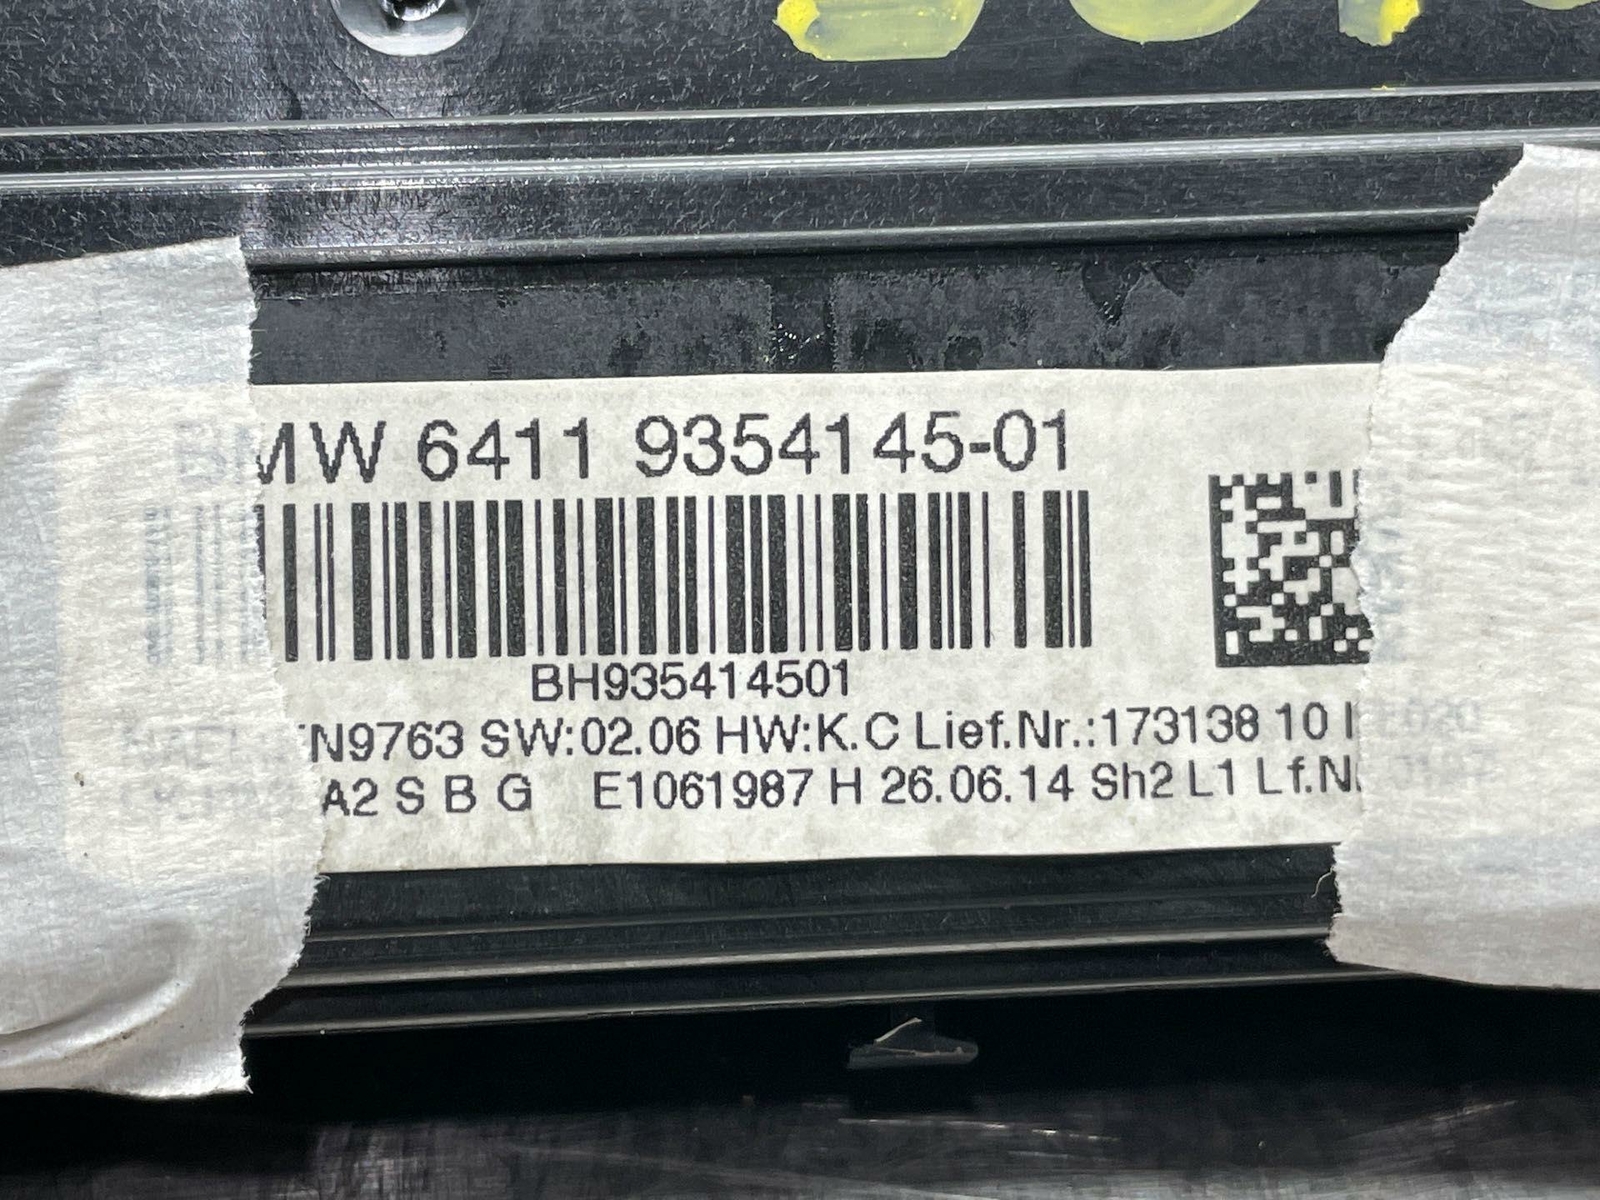 BMW 6411 9354145-01
BH935414501
N9763 SW:02.06 HW:K.C Lief.Nr.:173138 10
A2 S B G E1061987 H 26.06.14 Sh2 L1 Lf.N